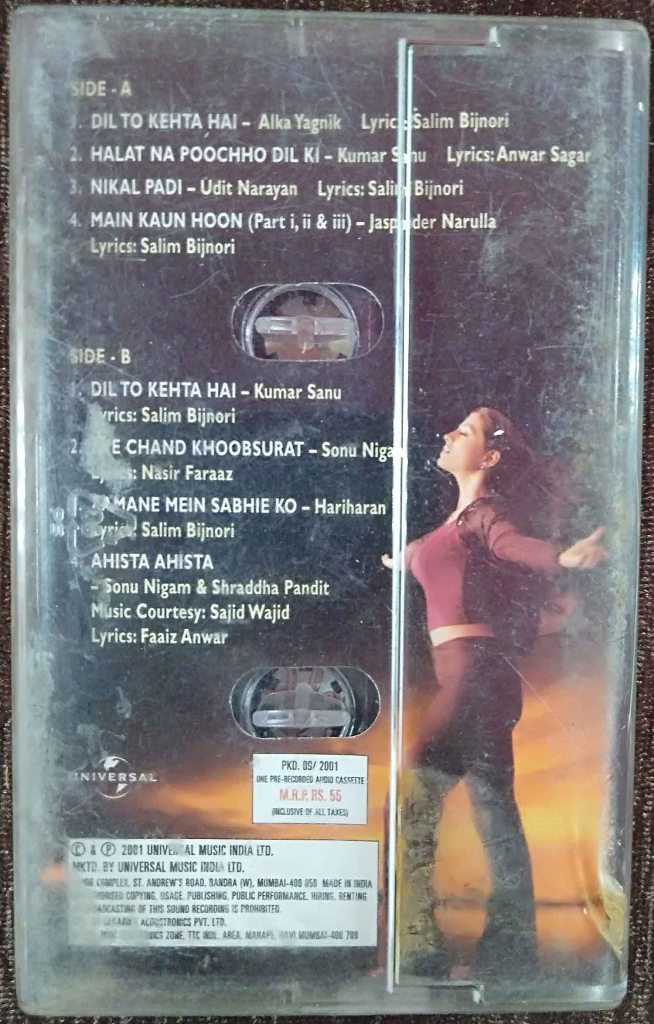 SIDE - A
1. DIL TO KEHTA HAI – Alka Yagnik Lyrics: Salim Bijnori
2. HALAT NA POOCHHO DIL KI – Kumar Sanu Lyrics: Anwar Sagar
3. NIKAL PADI – Udit Narayan Lyrics: Salim Bijnori
4. MAIN KAUN HOON (Part i, ii & iii) – Jaspinder Narulla
Lyrics: Salim Bijnori
SIDE - B
1. DIL TO KEHTA HAI – Kumar Sanu
Lyrics: Salim Bijnori
2. CHAND KHOOBSURAT – Sonu Nigam
Lyrics: Nasir Faraaz
ZAMANE MEIN SABHIE KO – Hariharan
Lyrics: Salim Bijnori
4. AHISTA AHISTA
– Sonu Nigam & Shraddha Pandit
Music Courtesy: Sajid Wajid
Lyrics: Faaiz Anwar
UNIVERSAL
PKD. 09/ 2001
ONE PRE-RECORDED AUDIO CASSETTE
M.R.P. RS. 55
(INCLUSIVE OF ALL TAXES)
© & ℗ 2001 UNIVERSAL MUSIC INDIA LTD.
MKTD. BY UNIVERSAL MUSIC INDIA LTD.
COMPLEX, ST. ANDREW'S ROAD, BANDRA (W), MUMBAI-400 050 MADE IN INDIA
COPYING, USAGE, PUBLISHING, PUBLIC PERFORMANCE, HIRING, RENTING
OF THIS SOUND RECORDING IS PROHIBITED.
PVT. LTD.
ZONE, TTC INDL. AREA, MAHAPE, NAVI MUMBAI-400 709